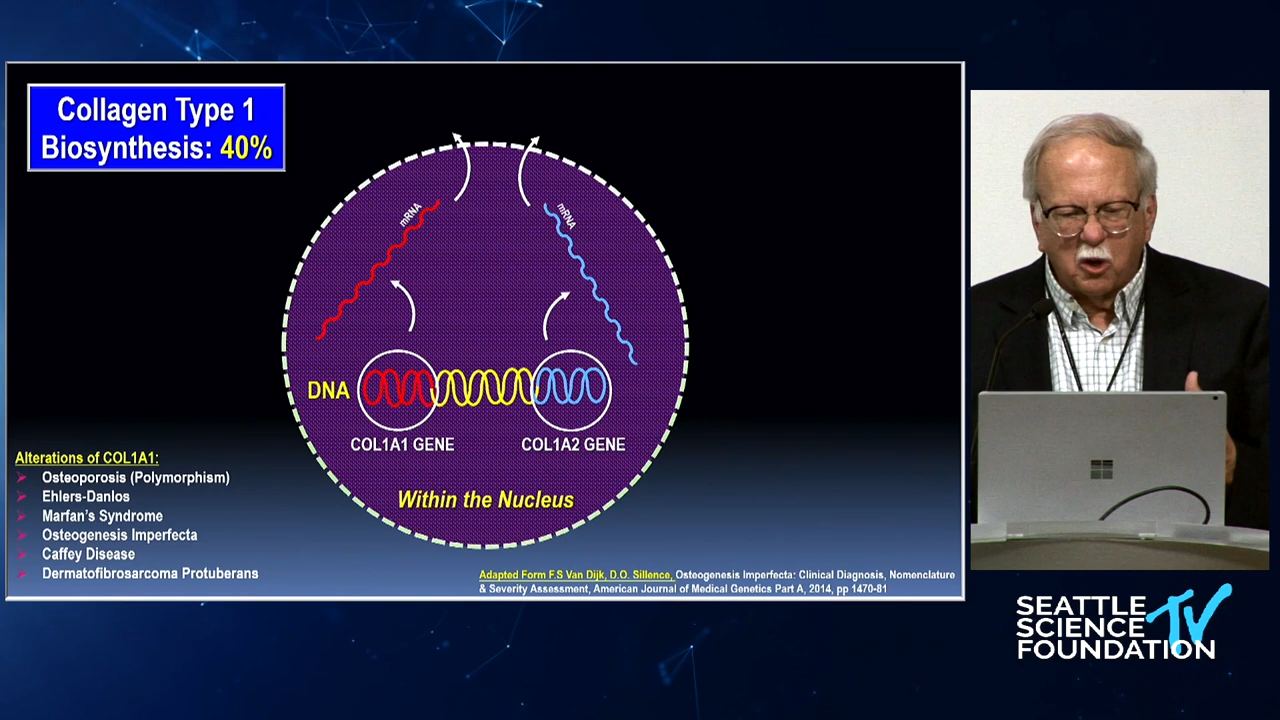 Collagen Type 1
Biosynthesis: 40%
mRNA
mRNA
DNA
COL1A1 GENE
COL1A2 GENE
Within the Nucleus
Alterations of COL1A1:
Osteoporosis (Polymorphism)
Ehlers-Danlos
Marfan's Syndrome
Osteogenesis Imperfecta
Caffey Disease
Dermatofibrosarcoma Protuberans
Adapted Form F.S Van Dijk, D.O. Sillence, Osteogenesis Imperfecta: Clinical Diagnosis, Nomenclature
& Severity Assessment, American Journal of Medical Genetics Part A, 2014, pp 1470-81
SEATTLE
SCIENCE
FOUNDATION
TV